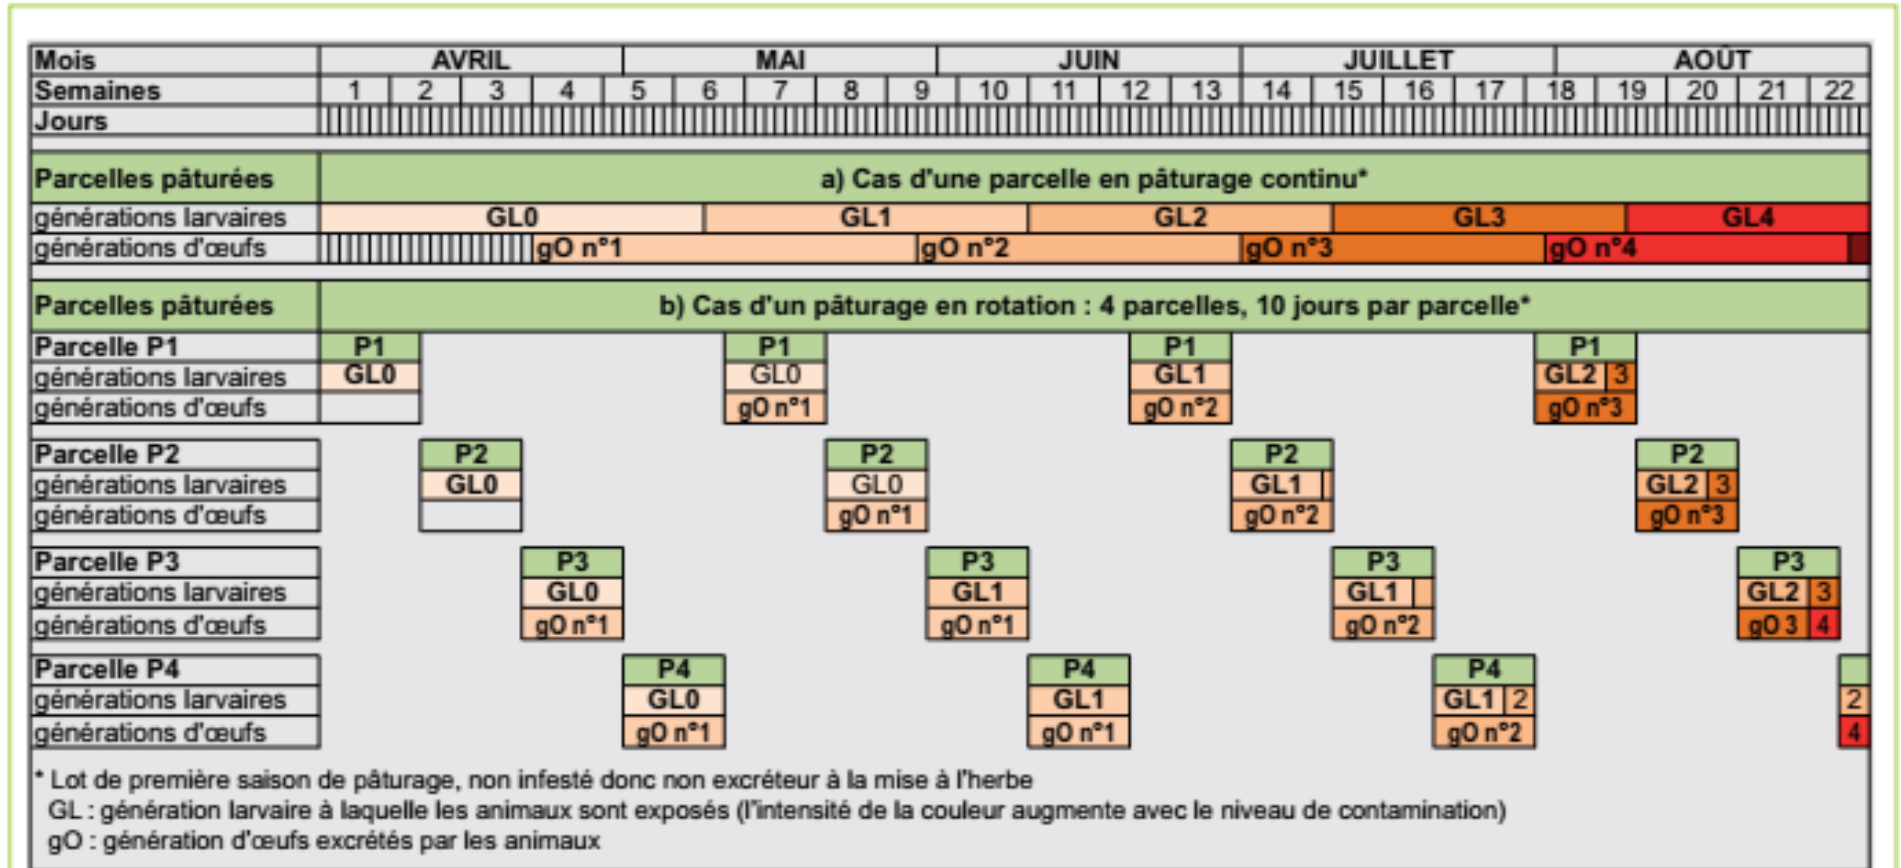 Mois AVRIL MAI JUIN JUILLET AOÛT
Semaines 1 2 3 4 5 6 7 8 9 10 11 12 13 14 15 16 17 18 19 20 21 22
Jours
Parcelles pâturées a) Cas d'une parcelle en pâturage continu*
générations larvaires GL0 GL1 GL2 GL3 GL4
générations d'œufs gO n°1 gO n°2 gO n°3 gO n°4
Parcelles pâturées b) Cas d'un pâturage en rotation : 4 parcelles, 10 jours par parcelle*
Parcelle P1 P1 P1 P1 P1
générations larvaires GL0 GL0 GL1 GL2 3
générations d'œufs gO n°1 gO n°2 gO n°3
Parcelle P2 P2 P2 P2 P2
générations larvaires GL0 GL0 GL1 GL2 3
générations d'œufs gO n°1 gO n°2 gO n°3
Parcelle P3 P3 P3 P3 P3
générations larvaires GL0 GL1 GL1 GL2 3
générations d'œufs gO n°1 gO n°1 gO n°2 gO 3 4
Parcelle P4 P4 P4 P4
générations larvaires GL0 GL1 GL1 2 2
générations d'œufs gO n°1 gO n°1 gO n°2 4
* Lot de première saison de pâturage, non infesté donc non excréteur à la mise à l'herbe
GL : génération larvaire à laquelle les animaux sont exposés (l'intensité de la couleur augmente avec le niveau de contamination)
gO : génération d'œufs excrétés par les animaux